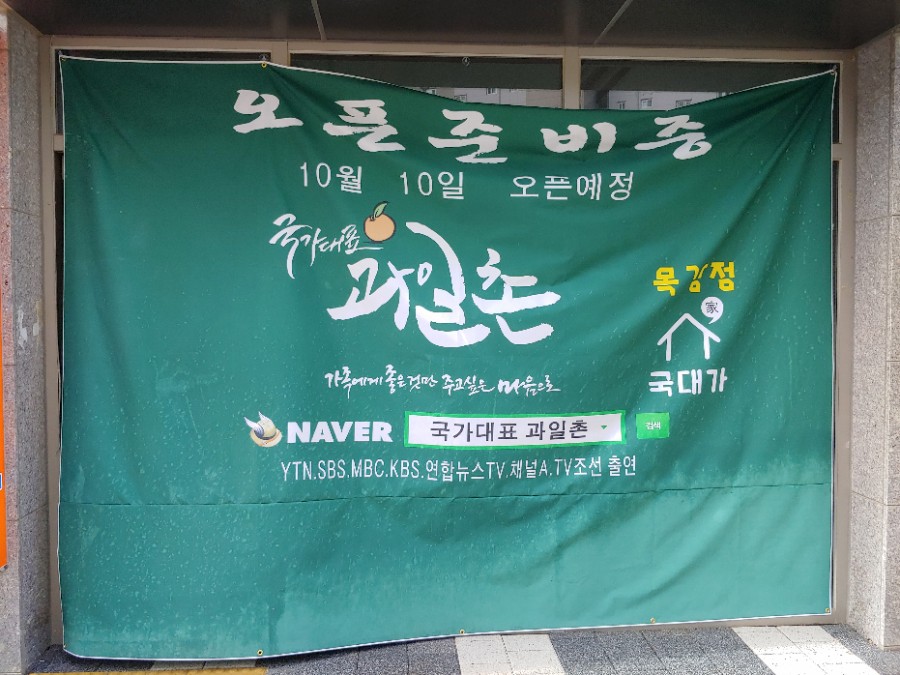 오픈준비중
10월 10일 오픈예정
국가대표
과일촌
목감점
家
국대가
가족에게 좋은것만 주고싶은 마음으로
NAVER 국가대표 과일촌 검색
YTN.SBS.MBC.KBS.연합뉴스TV.채널A.TV조선 출연